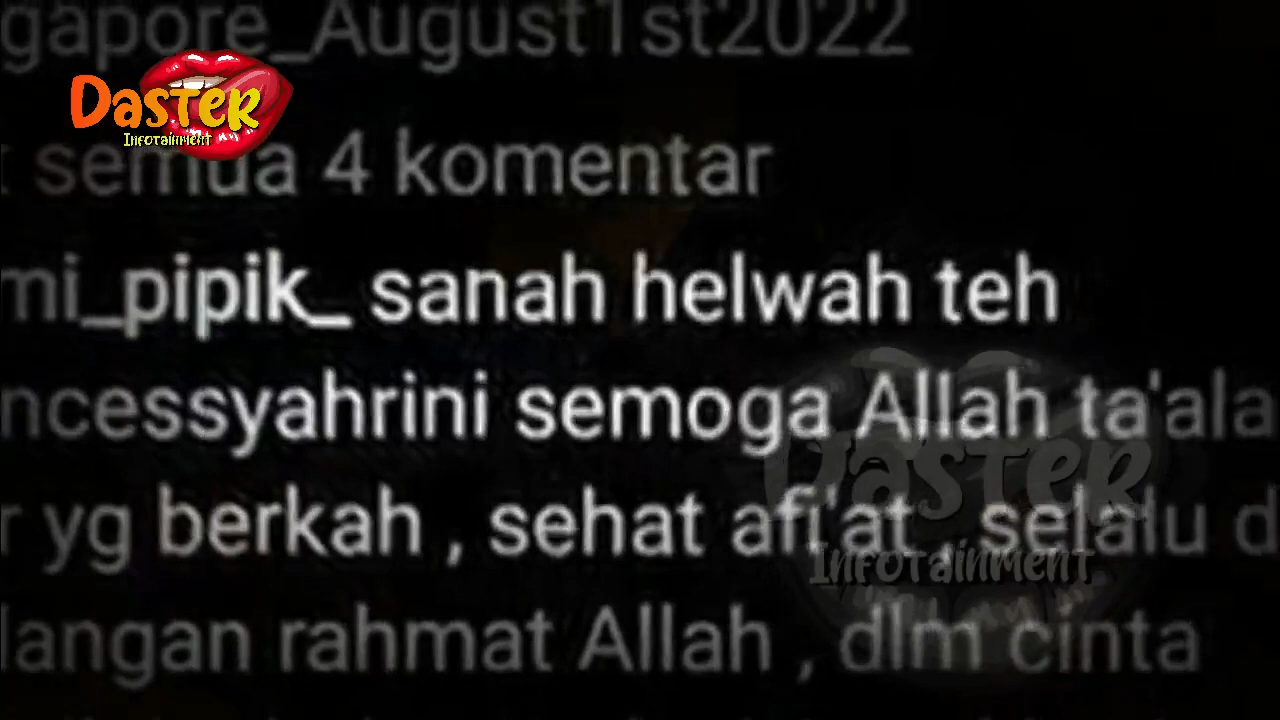 gapore_August1st2022
DASTER
INFOTAINMENT
semua 4 komentar
mi_pipik_ sanah helwah teh
ncessyahrini semoga Allah ta'ala
r yg berkah , sehat afi'at , selalu d
langan rahmat Allah , dlm cinta
DASTER
INFOTAINMENT